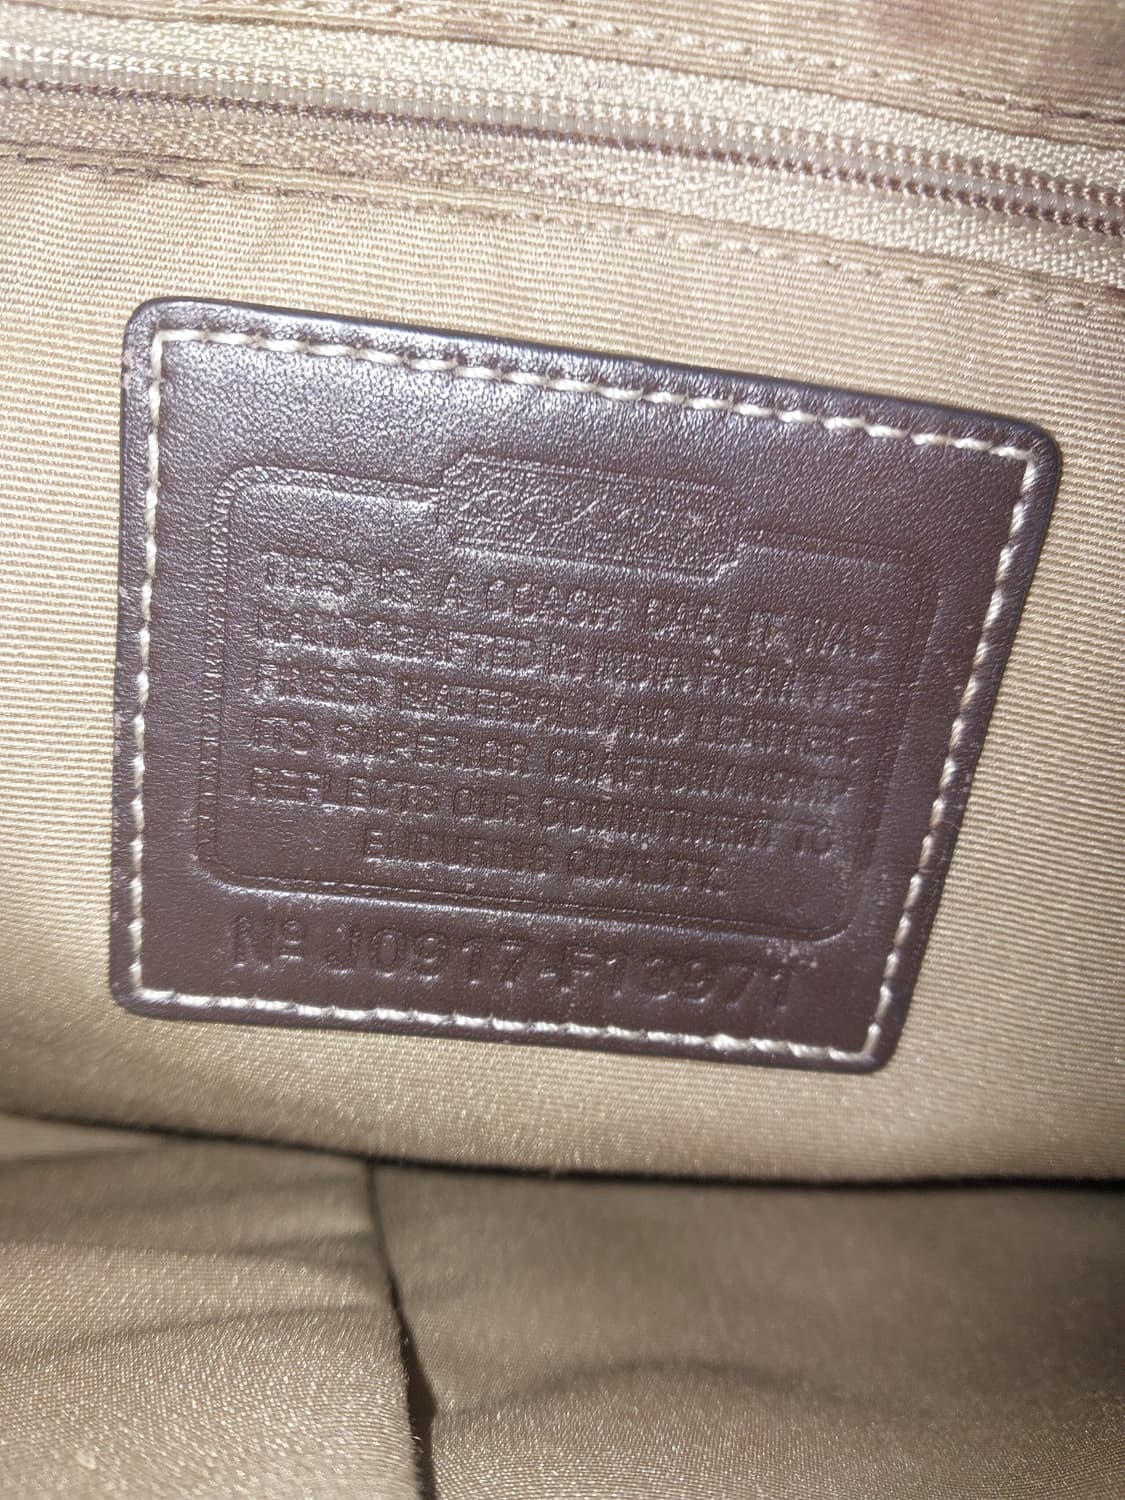 Coach
THIS IS A COACH BAG. IT WAS
HANDCRAFTED IN INDIA FROM THE
FINEST MATERIALS AND LEATHER.
ITS SUPERIOR CRAFTSMANSHIP
REFLECTS OUR COMMITMENT TO
ENDURING QUALITY.
Nº J0917-F13971